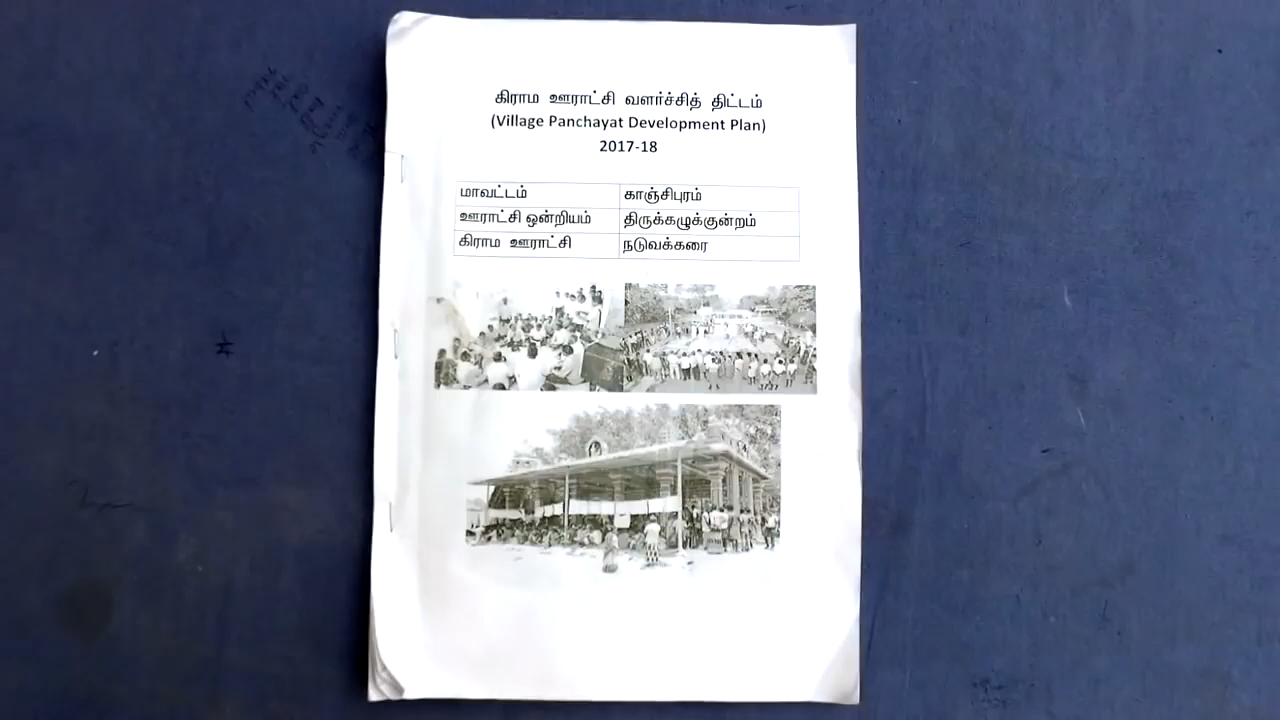 கிராம ஊராட்சி வளர்ச்சித் திட்டம்
(Village Panchayat Development Plan)
2017-18
மாவட்டம் காஞ்சிபுரம்
ஊராட்சி ஒன்றியம் திருக்கழுக்குன்றம்
கிராம ஊராட்சி நடுவக்கரை